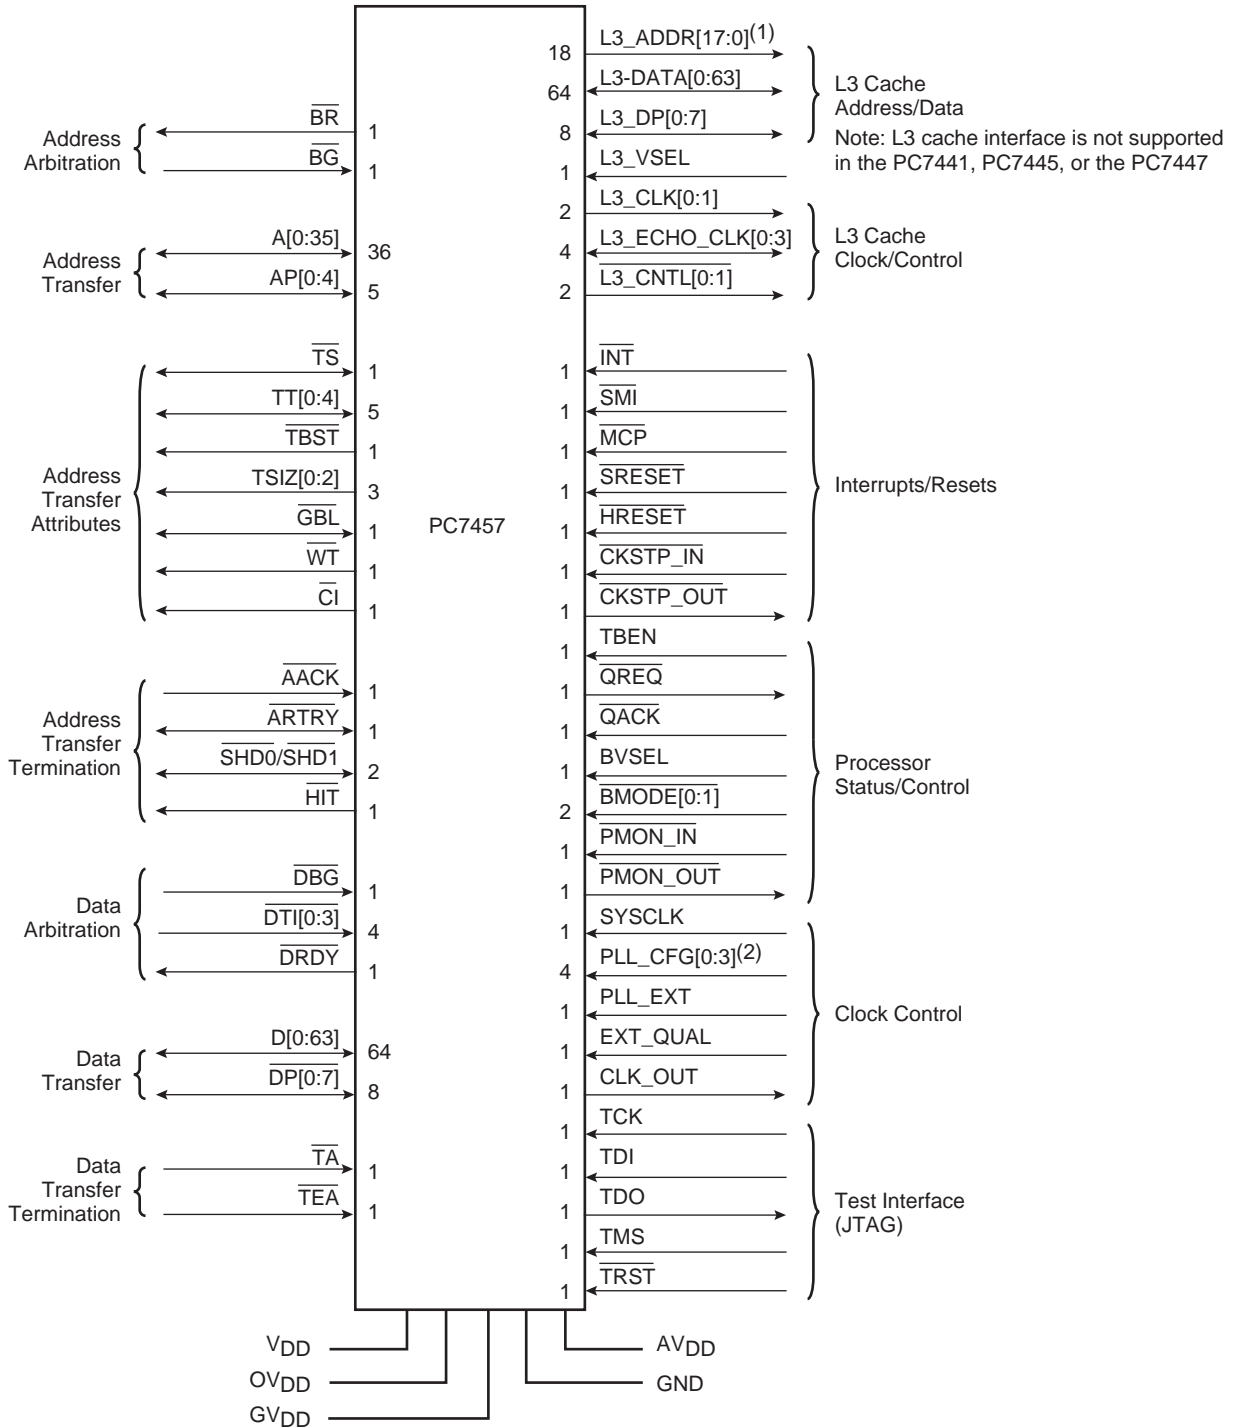 Address
Arbitration
BR
1
BG
1
Address
Transfer
A[0:35]
36
AP[0:4]
5
Address
Transfer
Attributes
TS
1
TT[0:4]
5
TBST
1
TSIZ[0:2]
3
GBL
1
WT
1
CI
1
Address
Transfer
Termination
AACK
1
ARTRY
1
SHD0/SHD1
2
HIT
1
Data
Arbitration
DBG
1
DTI[0:3]
4
DRDY
1
Data
Transfer
D[0:63]
64
DP[0:7]
8
Data
Transfer
Termination
TA
1
TEA
1
PC7457
18
L3_ADDR[17:0](1)
64
L3-DATA[0:63]
8
L3_DP[0:7]
1
L3_VSEL
L3 Cache
Address/Data
Note: L3 cache interface is not supported
in the PC7441, PC7445, or the PC7447
2
L3_CLK[0:1]
4
L3_ECHO_CLK[0:3]
2
L3_CNTL[0:1]
L3 Cache
Clock/Control
1
INT
1
SMI
1
MCP
1
SRESET
1
HRESET
1
CKSTP_IN
1
CKSTP_OUT
Interrupts/Resets
1
TBEN
1
QREQ
1
QACK
1
BVSEL
2
BMODE[0:1]
1
PMON_IN
1
PMON_OUT
Processor
Status/Control
1
SYSCLK
4
PLL_CFG[0:3](2)
1
PLL_EXT
1
EXT_QUAL
1
CLK_OUT
Clock Control
1
TCK
1
TDI
1
TDO
1
TMS
1
TRST
Test Interface
(JTAG)
VDD
OVDD
GVDD
AVDD
GND